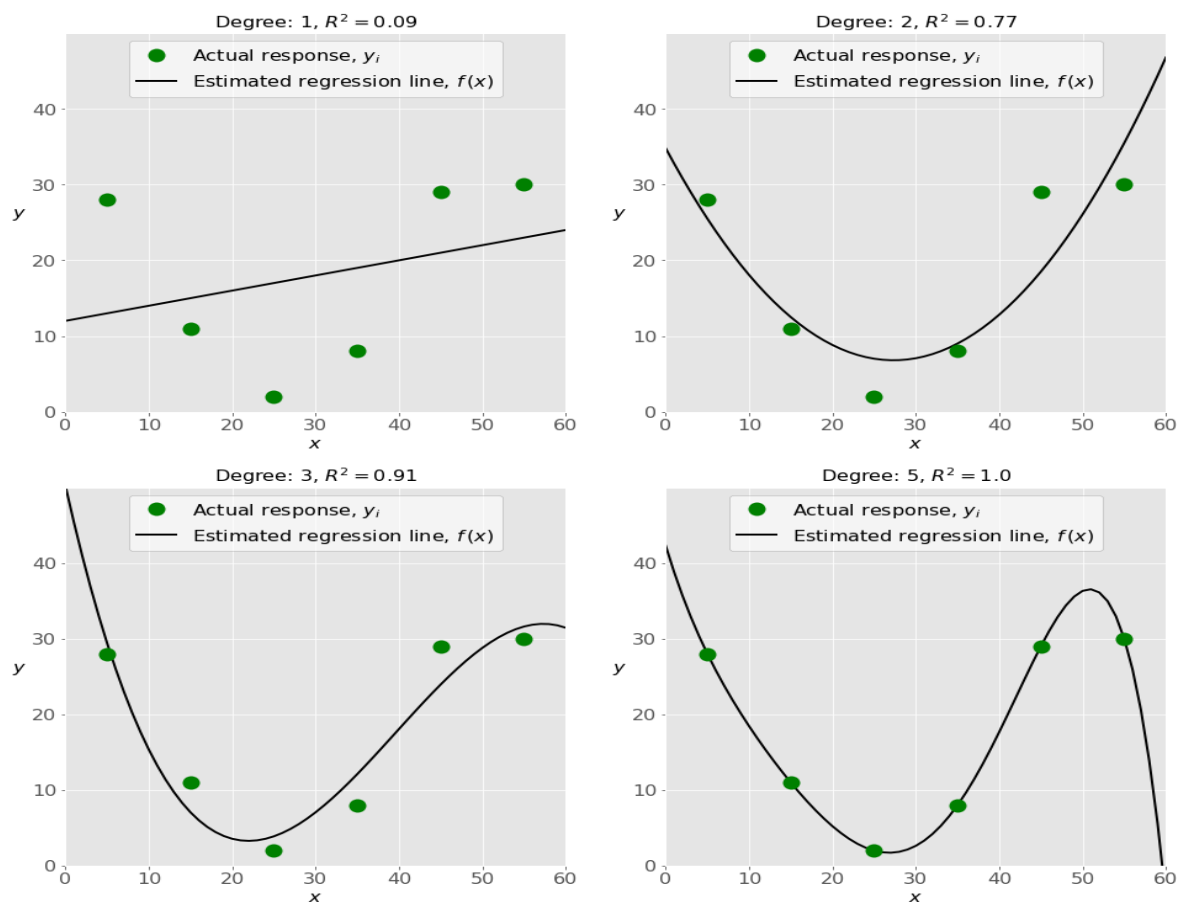 Degree: 1, R² = 0.09
Actual response, yᵢ
Estimated regression line, f(x)
40
30
y
20
10
0
0 10 20 30 40 50 60
x
Degree: 2, R² = 0.77
Actual response, yᵢ
Estimated regression line, f(x)
40
30
y
20
10
0
0 10 20 30 40 50 60
x
Degree: 3, R² = 0.91
Actual response, yᵢ
Estimated regression line, f(x)
40
30
y
20
10
0
0 10 20 30 40 50 60
x
Degree: 5, R² = 1.0
Actual response, yᵢ
Estimated regression line, f(x)
40
30
y
20
10
0
0 10 20 30 40 50 60
x